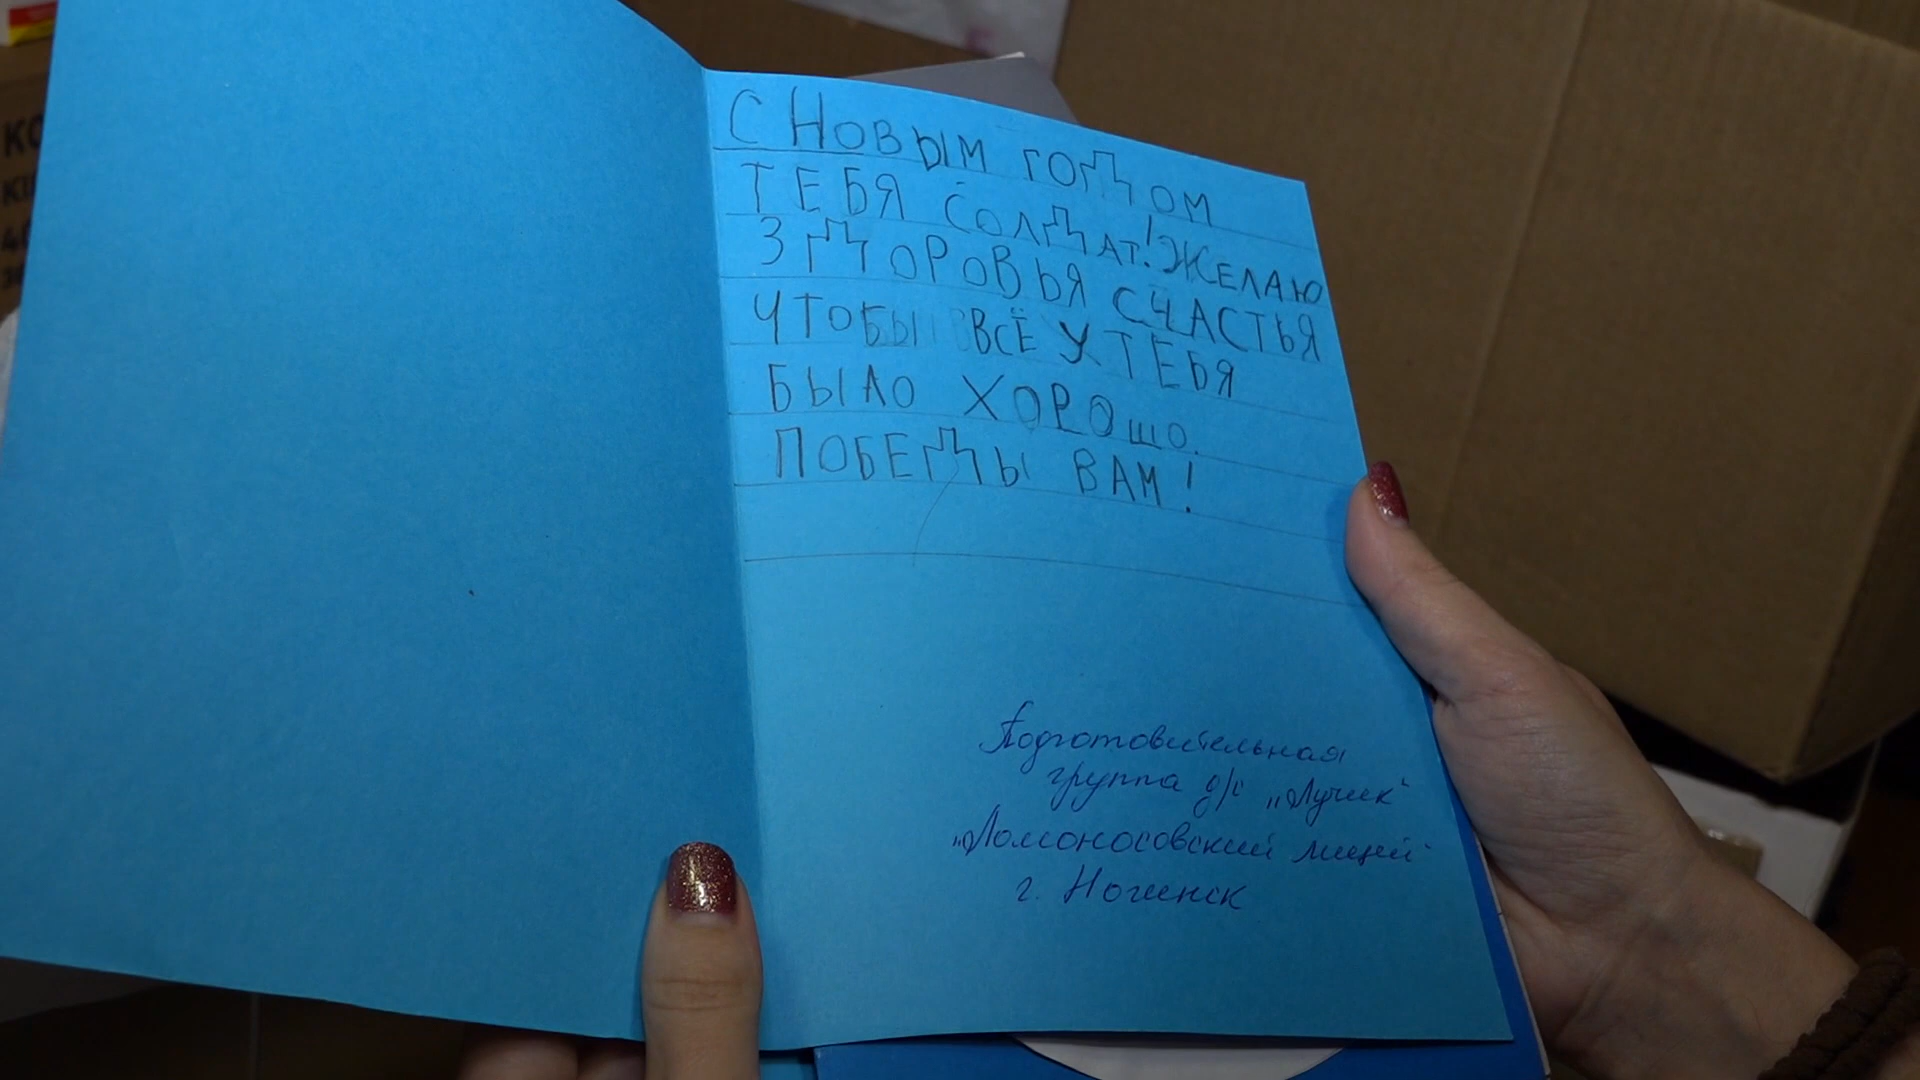 С НОВЫМ ГОДОМ
ТЕБЯ СОЛДАТ! ЖЕЛАЮ
ЗДОРОВЬЯ СЧАСТЬЯ
ЧТОБЫ ВСЁ У ТЕБЯ
БЫЛО ХОРОШО.
ПОБЕДЫ ВАМ!
Подготовительная
группа д/с „Лучик“
„Ломоносовский лицей“
г. Ногинск